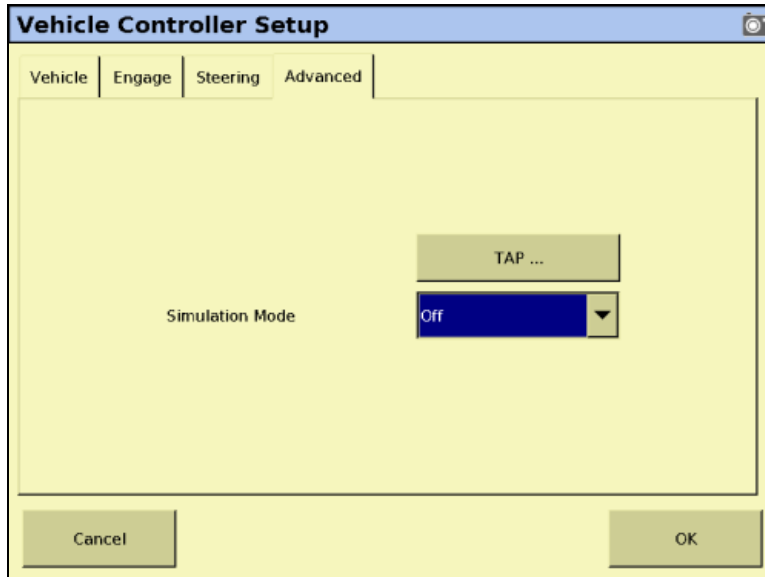 Vehicle Controller Setup
Vehicle Engage Steering Advanced
TAP ...
Simulation Mode Off
Cancel OK